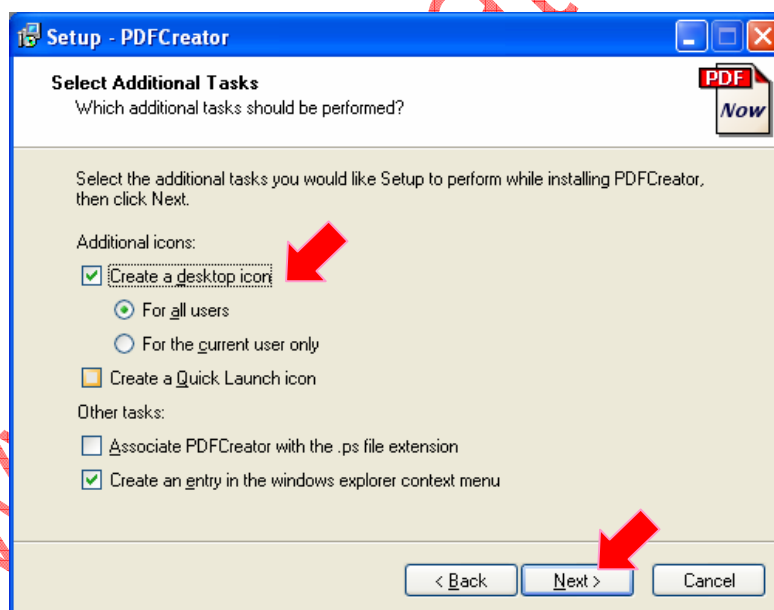 Setup - PDFCreator
Select Additional Tasks
Which additional tasks should be performed?
PDF
Now
Select the additional tasks you would like Setup to perform while installing PDFCreator,
then click Next.
Additional icons:
Create a desktop icon
For all users
For the current user only
Create a Quick Launch icon
Other tasks:
Associate PDFCreator with the .ps file extension
Create an entry in the windows explorer context menu
< Back
Next >
Cancel